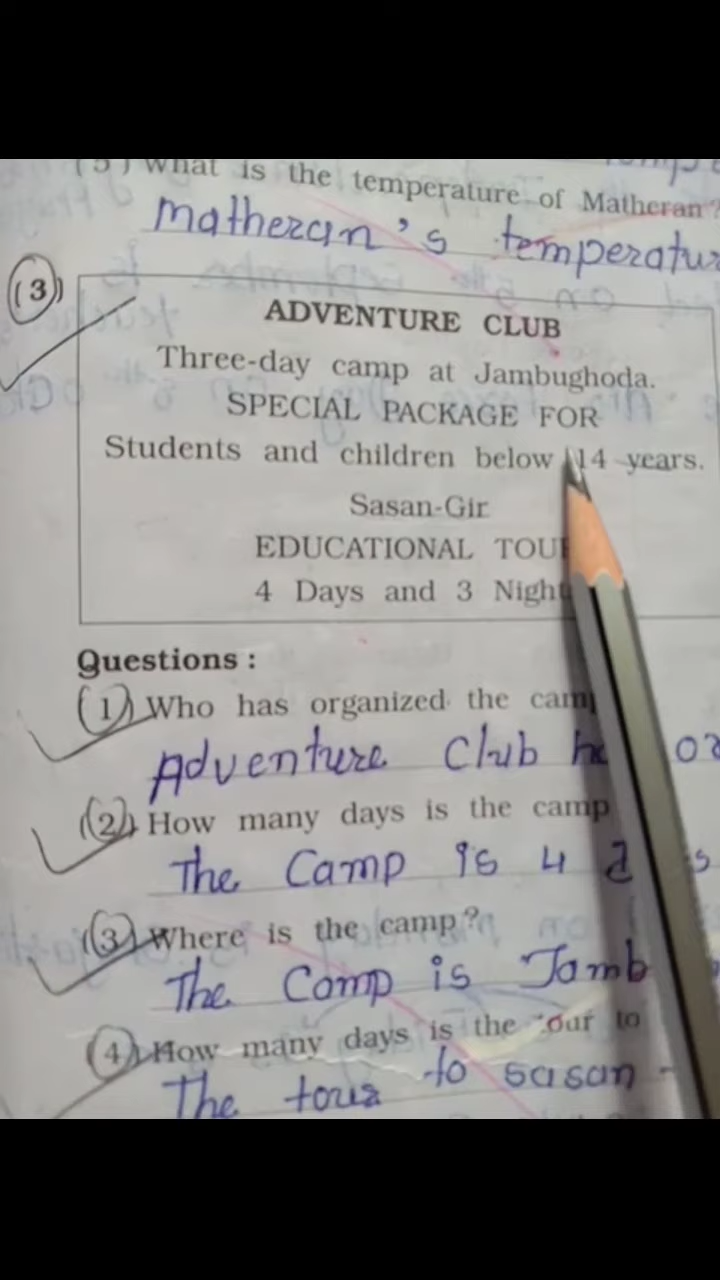 What is the temperature of Matheran?
Matheran's temperatur
(3)
ADVENTURE CLUB
Three-day camp at Jambughoda.
SPECIAL PACKAGE FOR
Students and children below 14 years.
Sasan-Gir
EDUCATIONAL TOU
4 Days and 3 Night
Questions :
(1) Who has organized the cam
Adventure Club h or
(2) How many days is the camp
The Camp is 4 d s
(3) Where is the camp?
The Camp is Jamb
(4) How many days is the our to
The tour to sasan -